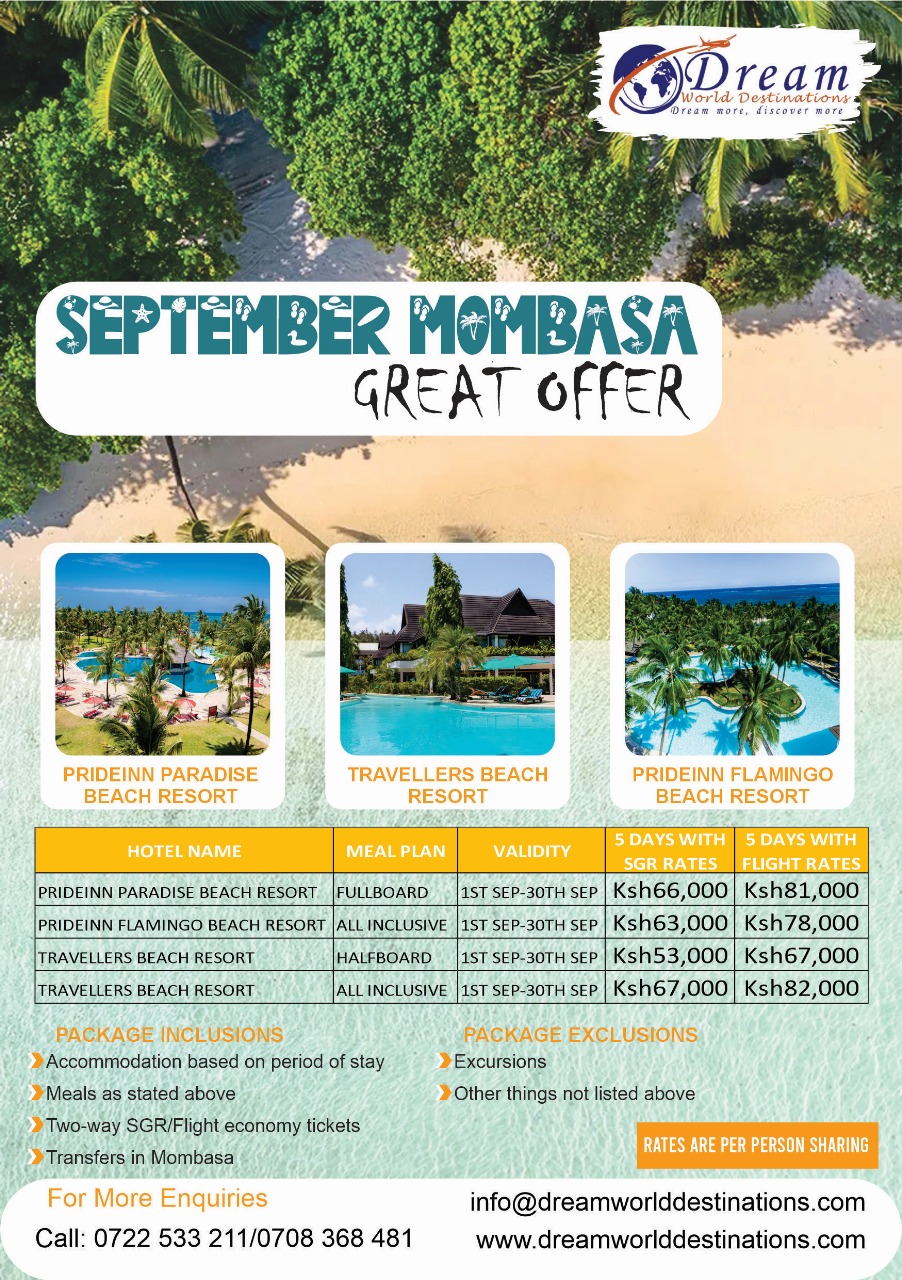 Dream
World Destinations
Dream more, discover more
SEPTEMBER MOMBASA
GREAT OFFER
PRIDEINN PARADISE
BEACH RESORT
TRAVELLERS BEACH
RESORT
PRIDEINN FLAMINGO
BEACH RESORT
HOTEL NAME MEAL PLAN VALIDITY 5 DAYS WITH SGR RATES 5 DAYS WITH FLIGHT RATES
PRIDEINN PARADISE BEACH RESORT FULLBOARD 1ST SEP-30TH SEP Ksh66,000 Ksh81,000
PRIDEINN FLAMINGO BEACH RESORT ALL INCLUSIVE 1ST SEP-30TH SEP Ksh63,000 Ksh78,000
TRAVELLERS BEACH RESORT HALFBOARD 1ST SEP-30TH SEP Ksh53,000 Ksh67,000
TRAVELLERS BEACH RESORT ALL INCLUSIVE 1ST SEP-30TH SEP Ksh67,000 Ksh82,000
PACKAGE INCLUSIONS
Accommodation based on period of stay
Meals as stated above
Two-way SGR/Flight economy tickets
Transfers in Mombasa
PACKAGE EXCLUSIONS
Excursions
Other things not listed above
RATES ARE PER PERSON SHARING
For More Enquiries
Call: 0722 533 211/0708 368 481
info@dreamworlddestinations.com
www.dreamworlddestinations.com